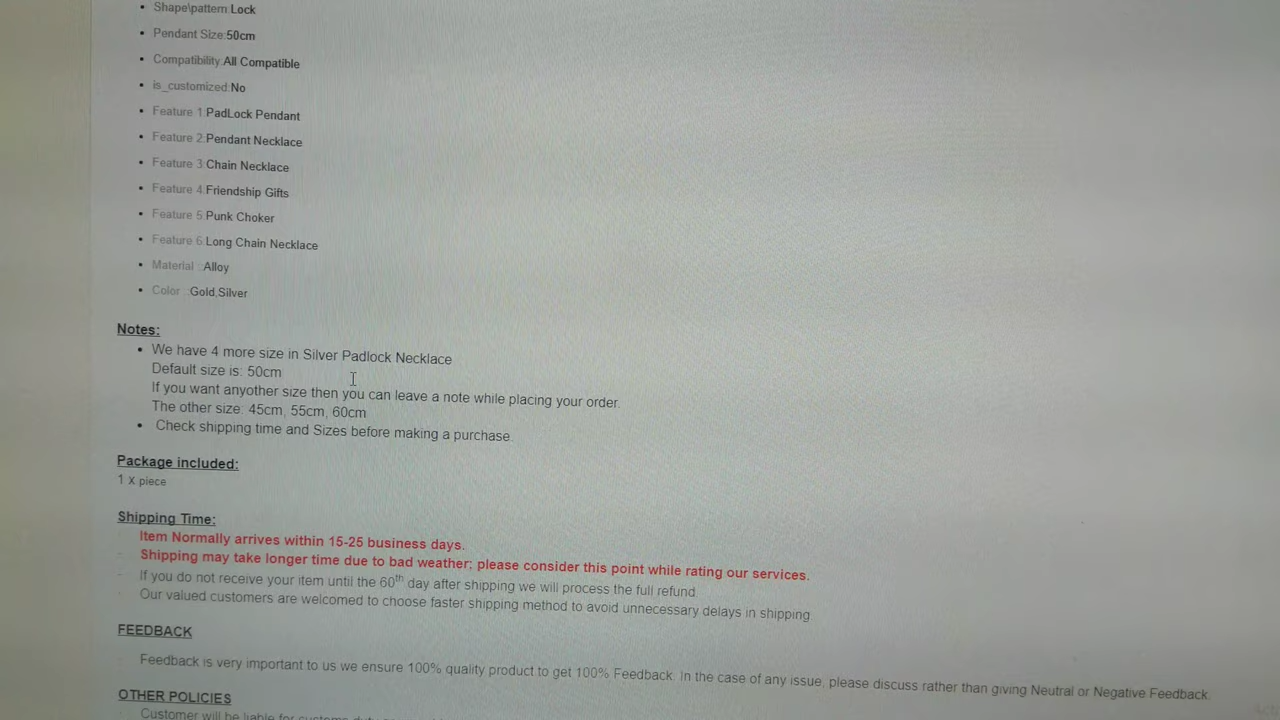 • Shape\pattern:Lock
• Pendant Size:50cm
• Compatibility:All Compatible
• is_customized:No
• Feature 1:PadLock Pendant
• Feature 2:Pendant Necklace
• Feature 3:Chain Necklace
• Feature 4:Friendship Gifts
• Feature 5:Punk Choker
• Feature 6:Long Chain Necklace
• Material :Alloy
• Color :Gold,Silver
Notes:
• We have 4 more size in Silver Padlock Necklace
Default size is: 50cm
If you want anyother size then you can leave a note while placing your order.
The other size: 45cm, 55cm, 60cm
• Check shipping time and Sizes before making a purchase.
Package included:
1 X piece
Shipping Time:
Item Normally arrives within 15-25 business days.
Shipping may take longer time due to bad weather; please consider this point while rating our services.
If you do not receive your item until the 60th day after shipping we will process the full refund.
Our valued customers are welcomed to choose faster shipping method to avoid unnecessary delays in shipping.
FEEDBACK
Feedback is very important to us we ensure 100% quality product to get 100% Feedback. In the case of any issue, please discuss rather than giving Neutral or Negative Feedback.
OTHER POLICIES
Customer will be liable for customs